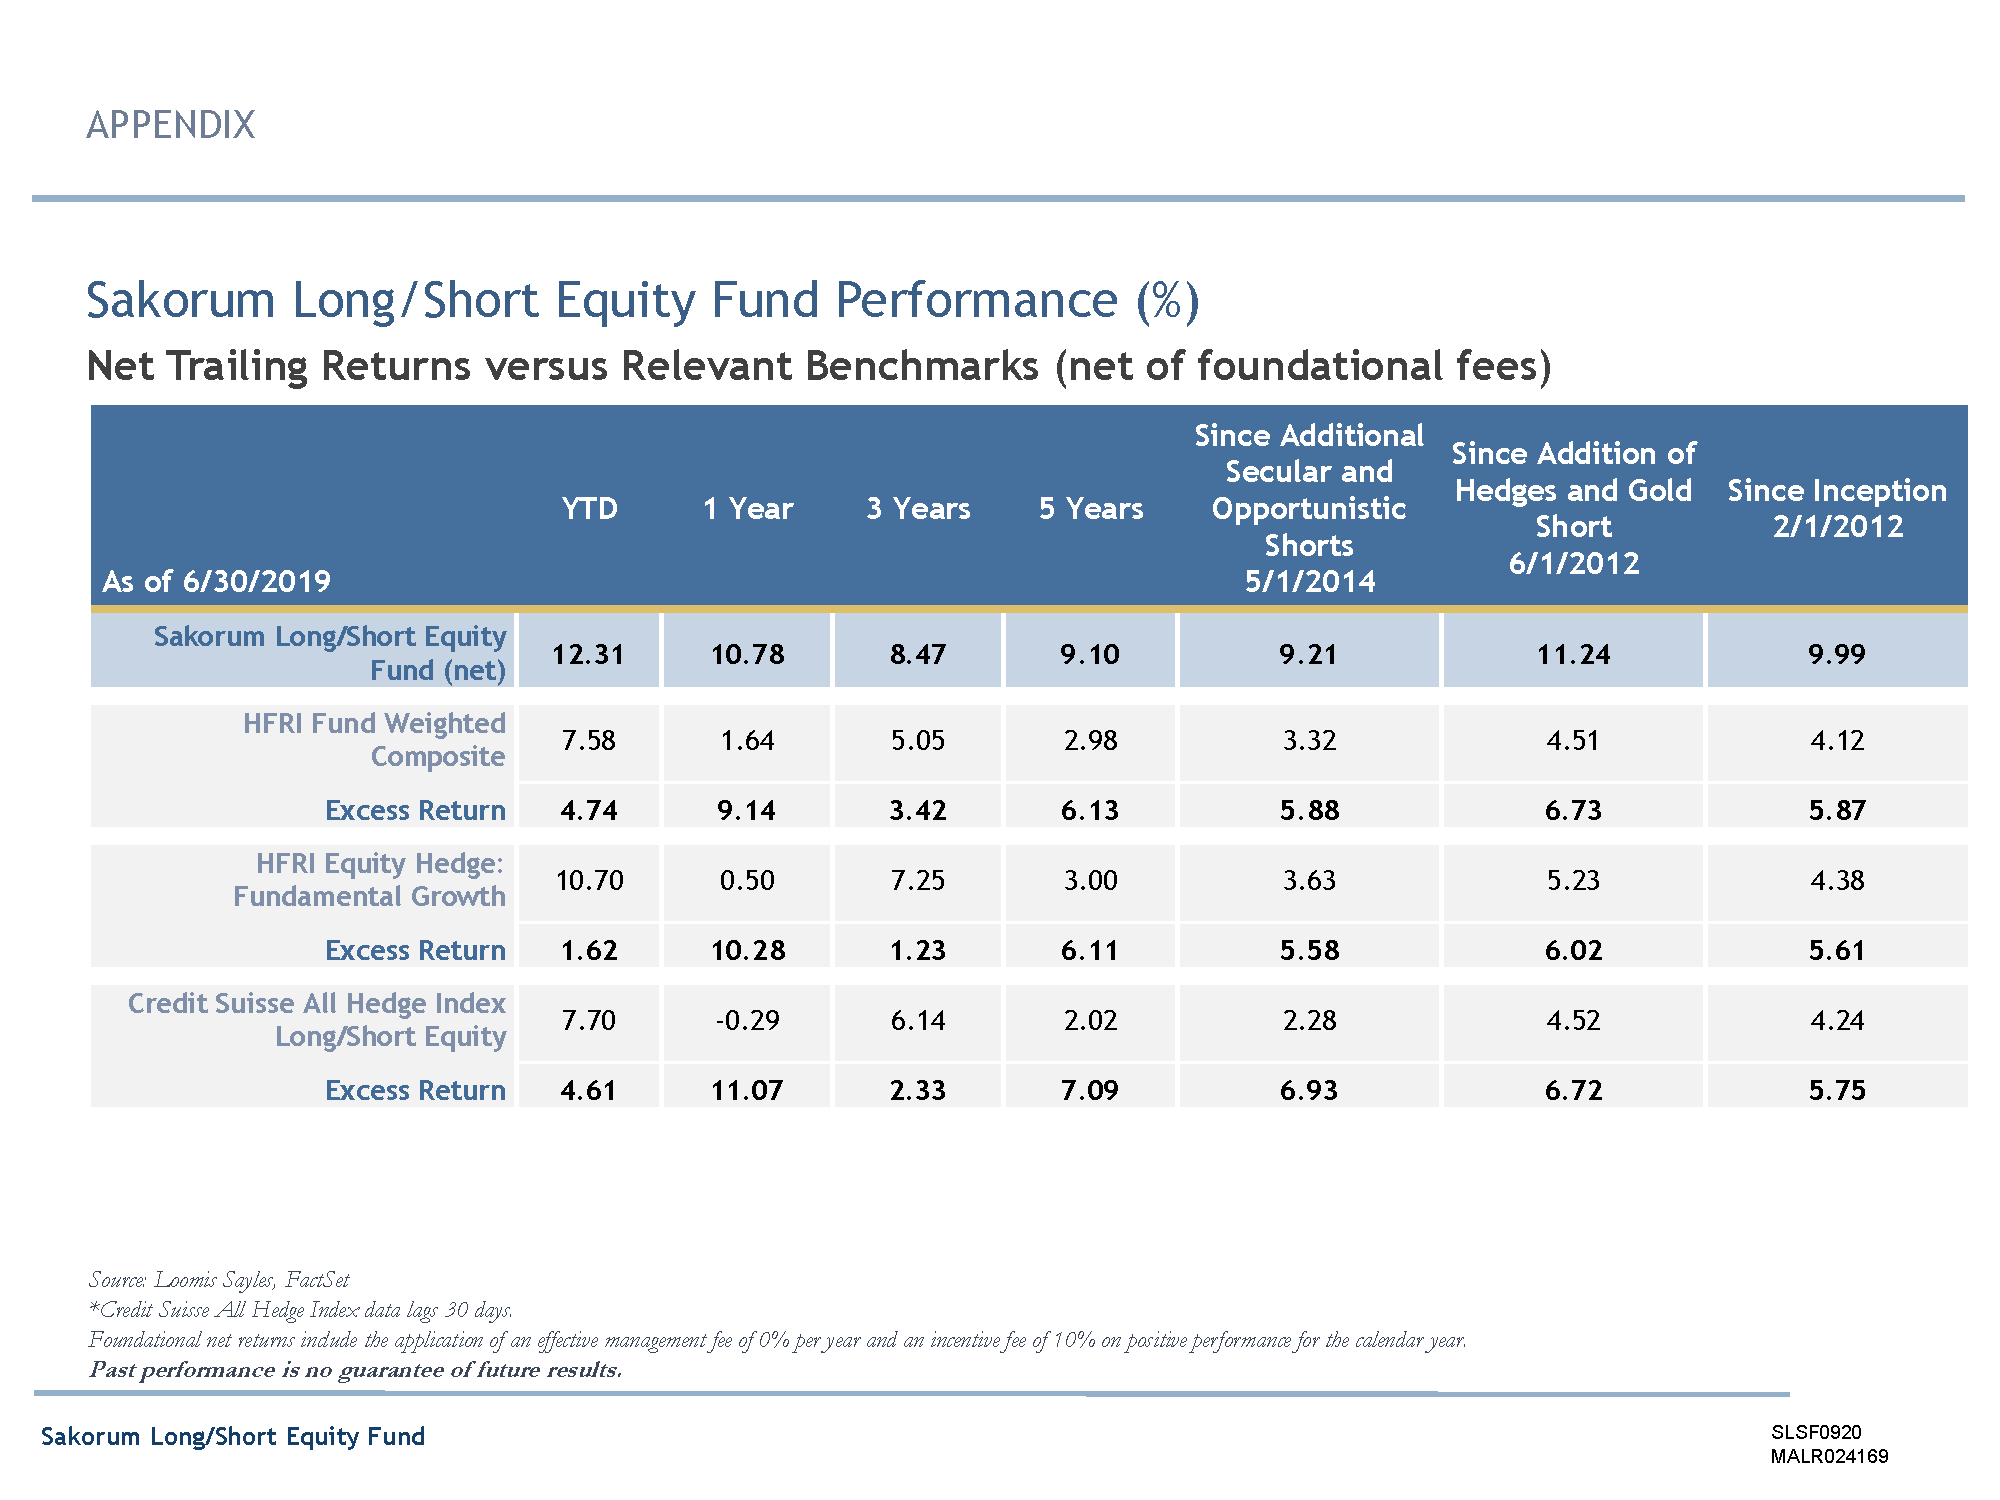 APPENDIX
Sakorum Long/Short Equity Fund Performance (%)
Net Trailing Returns versus Relevant Benchmarks (net of foundational fees)
As of 6/30/2019
YTD
1 Year
3 Years
5 Years
Since Additional
Secular and
Opportunistic
Shorts
5/1/2014
Since Addition of
Hedges and Gold
Short
6/1/2012
Since Inception
2/1/2012
Sakorum Long/Short Equity
Fund (net)
12.31 10.78 8.47 9.10 9.21 11.24 9.99
HFRI Fund Weighted
Composite
7.58 1.64 5.05 2.98 3.32 4.51 4.12
Excess Return 4.74 9.14 3.42 6.13 5.88 6.73 5.87
HFRI Equity Hedge:
Fundamental Growth
10.70 0.50 7.25 3.00 3.63 5.23 4.38
Excess Return 1.62 10.28 1.23 6.11 5.58 6.02 5.61
Credit Suisse All Hedge Index
Long/Short Equity
7.70 -0.29 6.14 2.02 2.28 4.52 4.24
Excess Return 4.61 11.07 2.33 7.09 6.93 6.72 5.75
Source: Loomis Sayles, FactSet
*Credit Suisse All Hedge Index data lags 30 days.
Foundational net returns include the application of an effective management fee of 0% per year and an incentive fee of 10% on positive performance for the calendar year.
Past performance is no guarantee of future results.
Sakorum Long/Short Equity Fund
SLSF0920
MALR024169